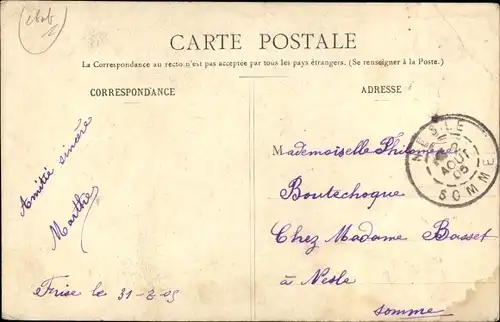 CARTE POSTALE
La Correspondance au recto n'est pas acceptée par tous les pays étrangers. (Se renseigner à la Poste.)
CORRESPONDANCE
ADRESSE
Amitié sincère
Marthe
Frise le 31-8-05
NESLE
AOUT
05
SOMME
Mademoiselle Philomène
Boutechoque
Chez Madame Basset
à Nesle
Somme